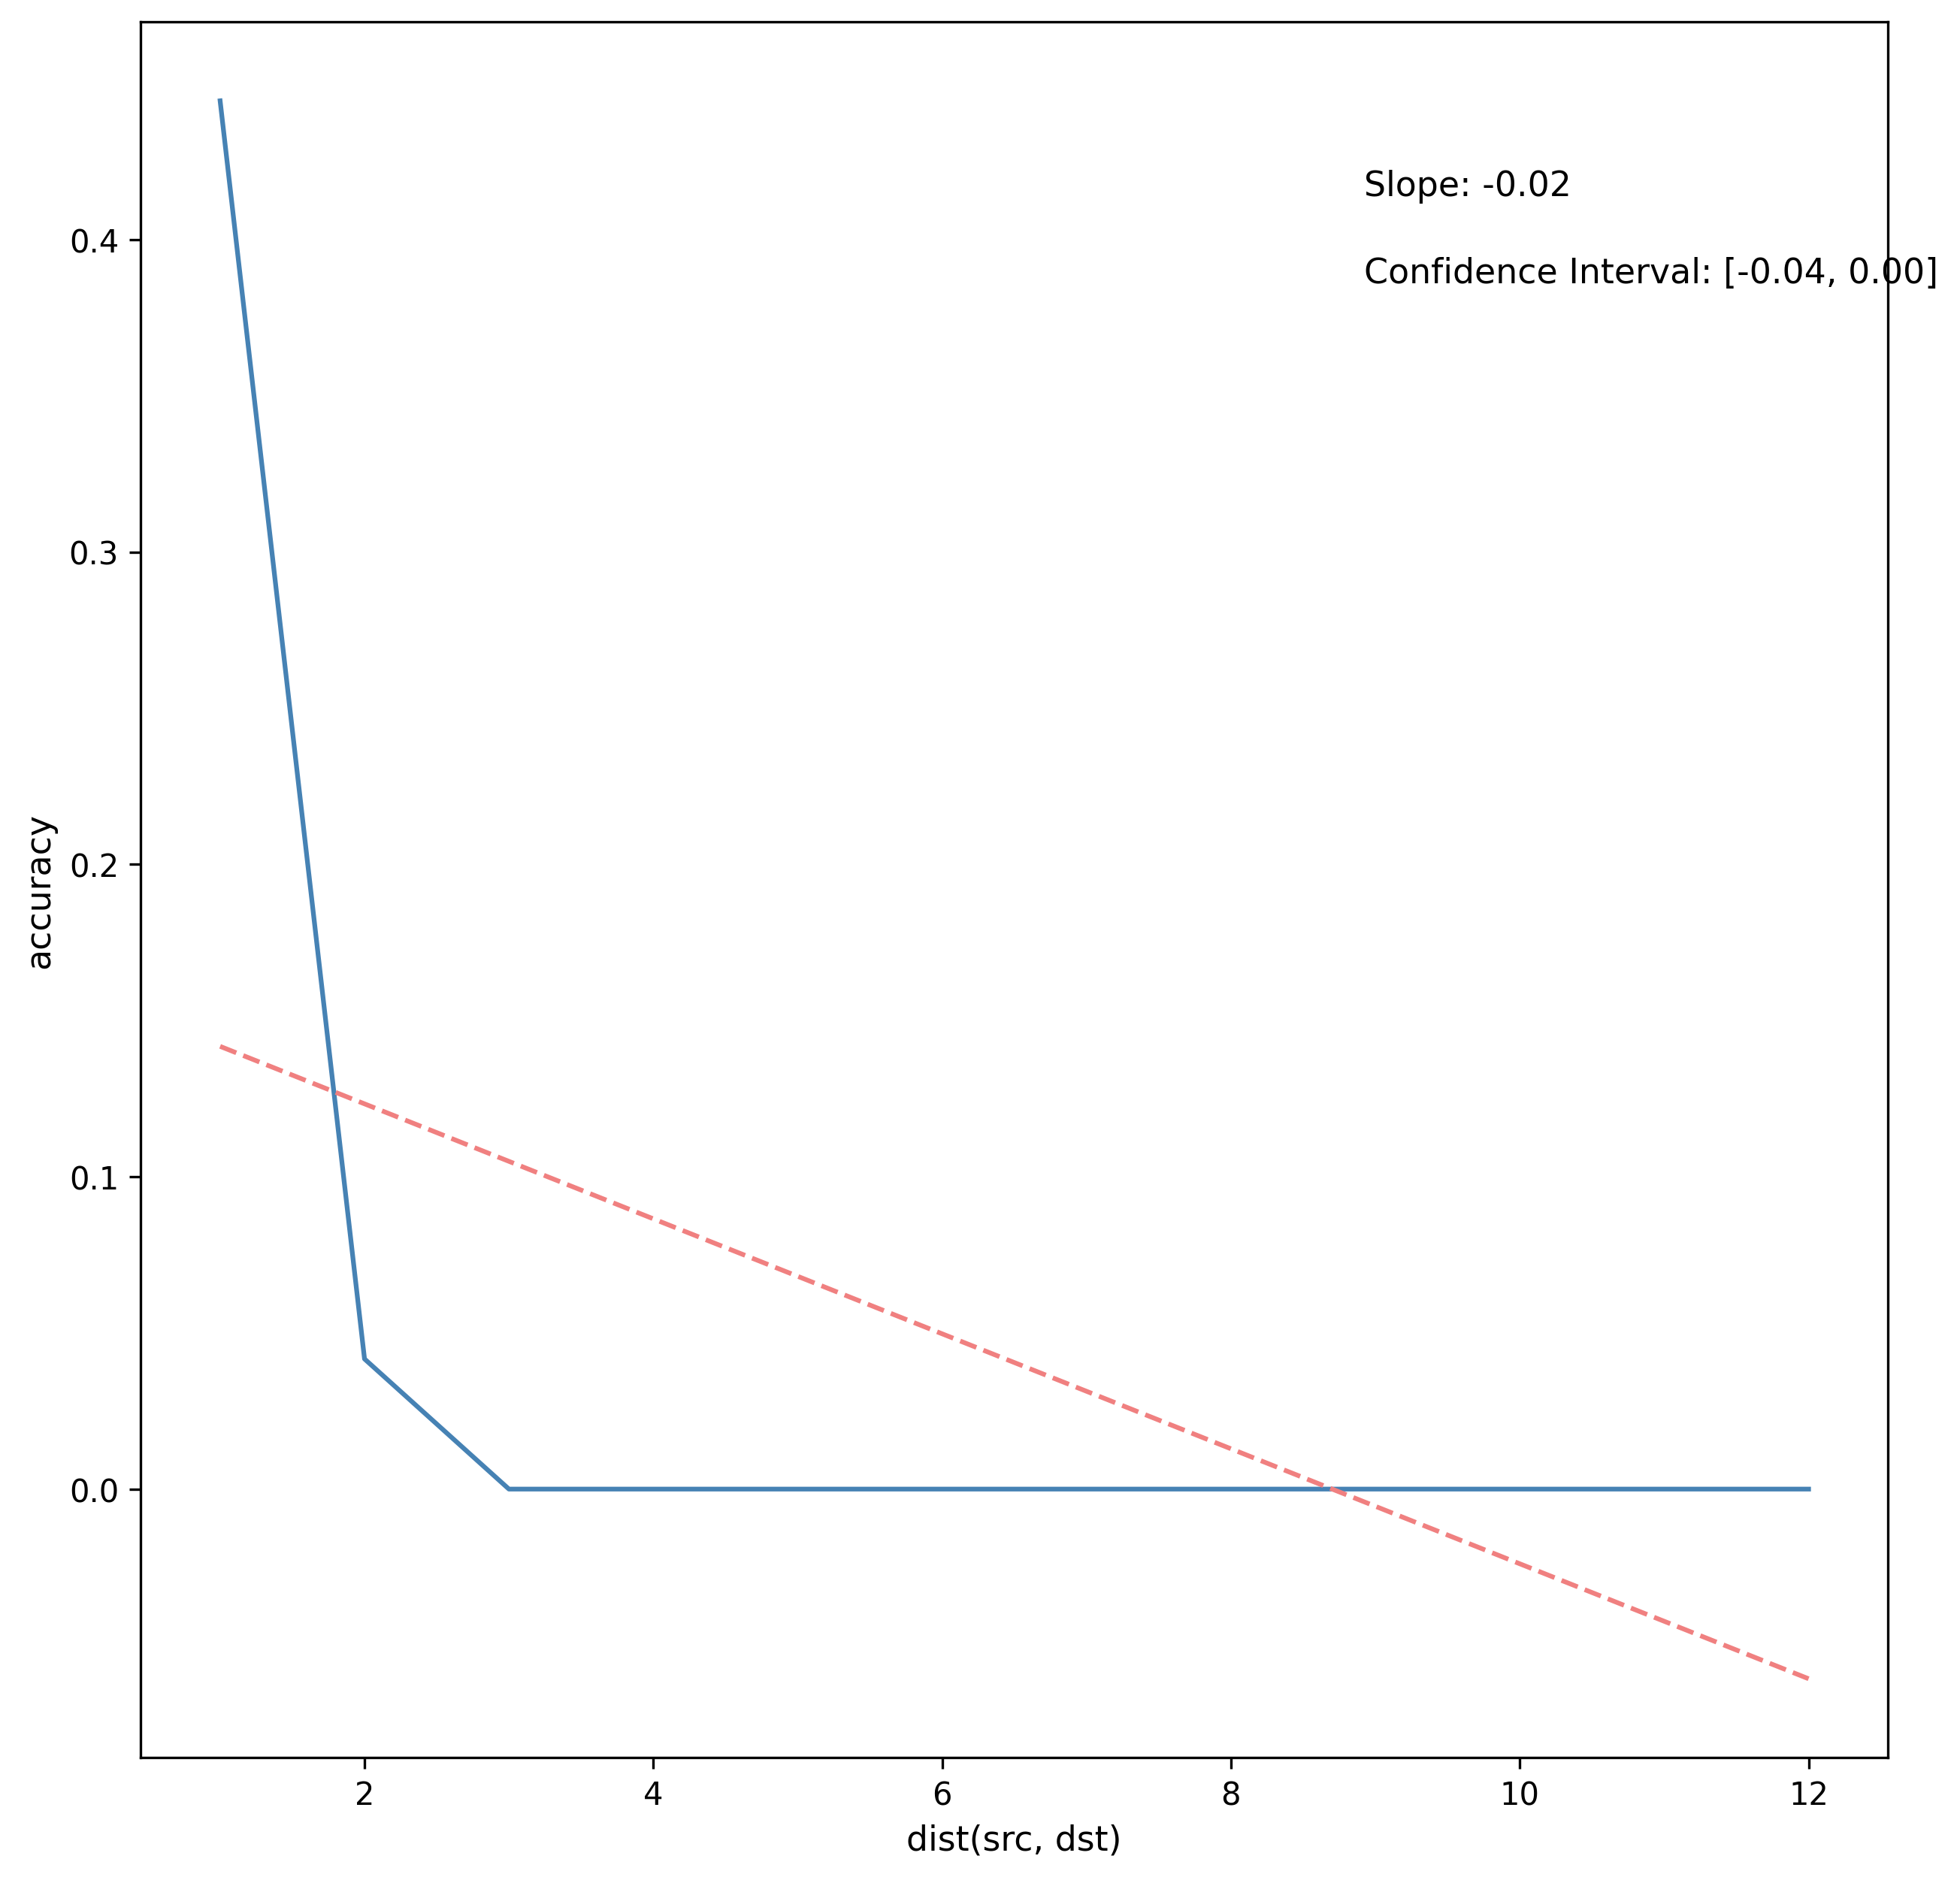 Slope: -0.02
Confidence Interval: [-0.04, 0.00]
0.4
0.3
0.2
0.1
0.0
accuracy
2 4 6 8 10 12
dist(src, dst)